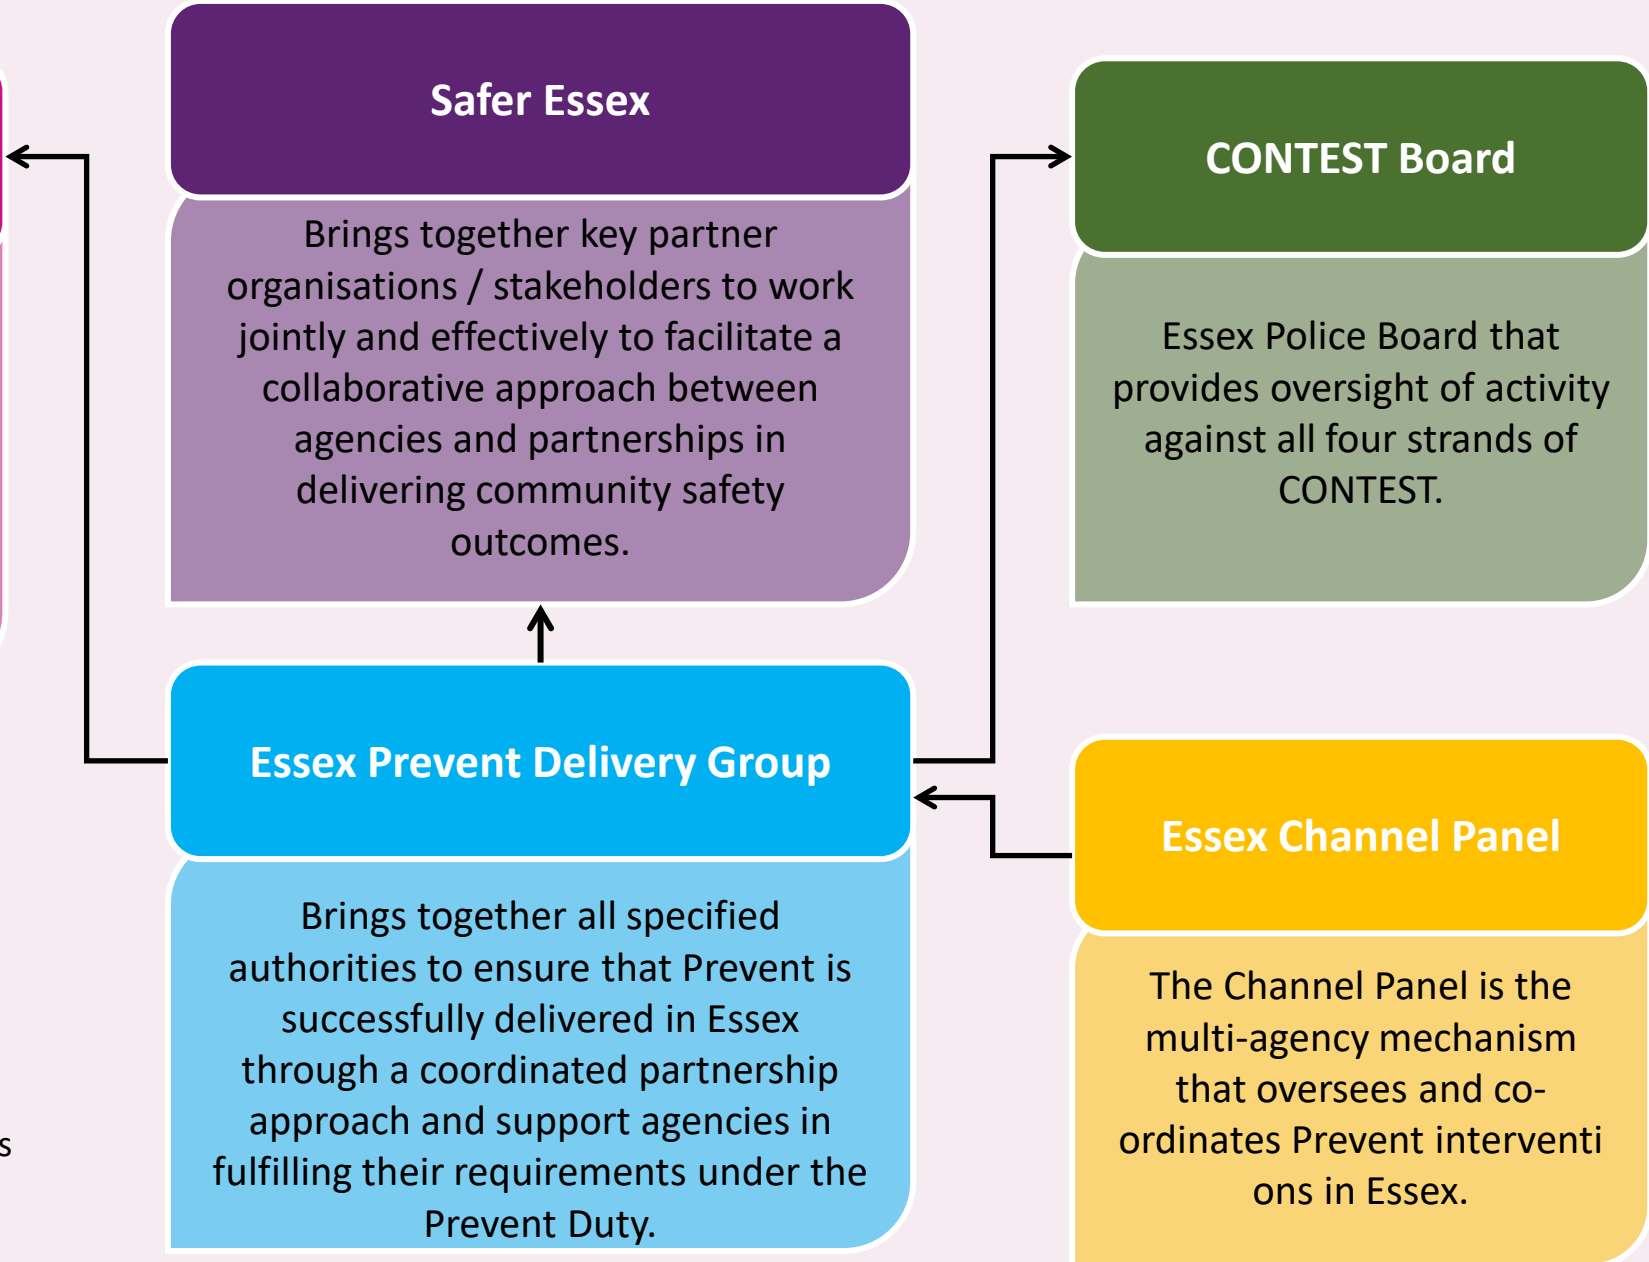 Safer Essex
Brings together key partner
organisations / stakeholders to work
jointly and effectively to facilitate a
collaborative approach between
agencies and partnerships in
delivering community safety
outcomes.
CONTEST Board
Essex Police Board that
provides oversight of activity
against all four strands of
CONTEST.
Essex Prevent Delivery Group
Brings together all specified
authorities to ensure that Prevent is
successfully delivered in Essex
through a coordinated partnership
approach and support agencies in
fulfilling their requirements under the
Prevent Duty.
Essex Channel Panel
The Channel Panel is the
multi-agency mechanism
that oversees and co-
ordinates Prevent interventi
ons in Essex.